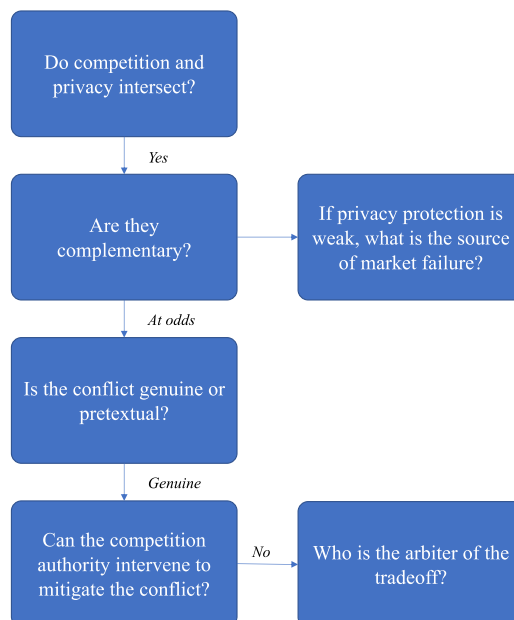 Do competition and
privacy intersect?
Yes
Are they
complementary?
If privacy protection is
weak, what is the source
of market failure?
At odds
Is the conflict genuine or
pretextual?
Genuine
Can the competition
authority intervene to
mitigate the conflict?
No
Who is the arbiter of the
tradeoff?